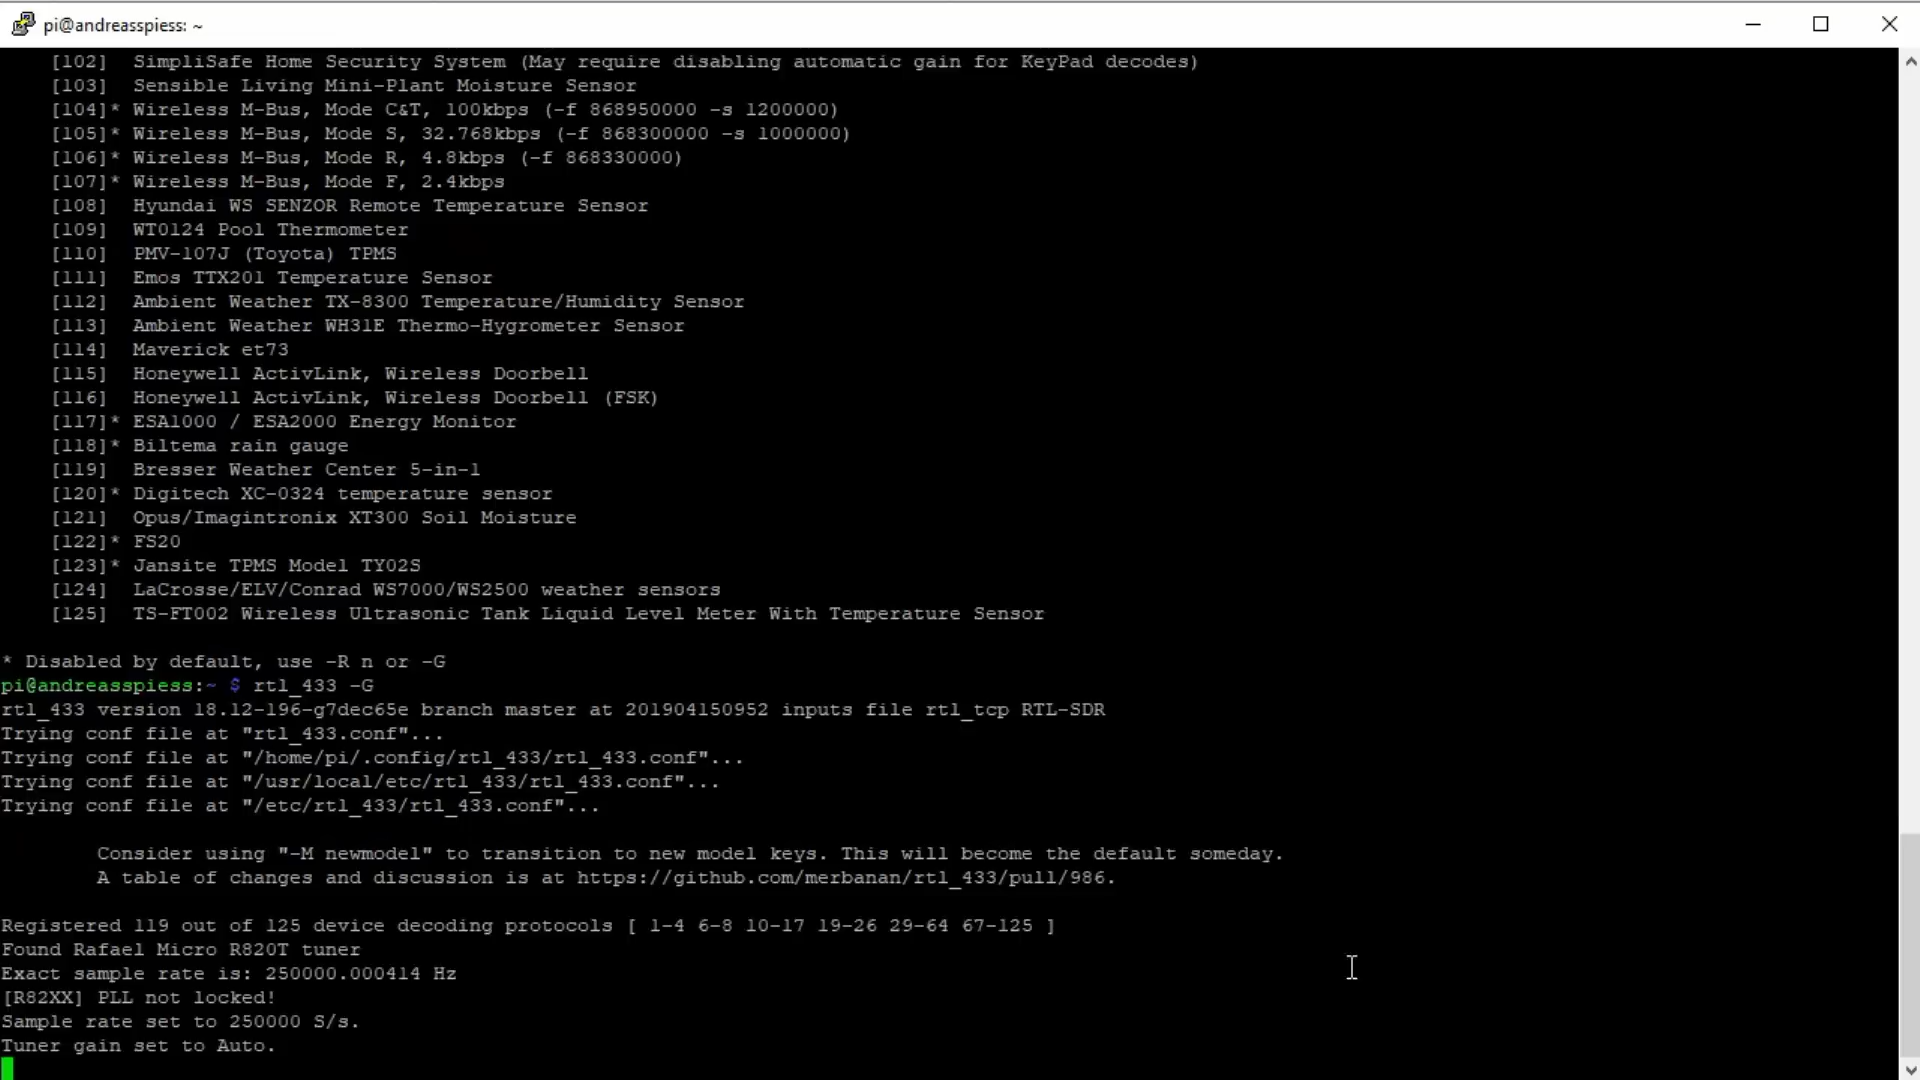 pi@andreasspiess: ~
[102]  SimpliSafe Home Security System (May require disabling automatic gain for KeyPad decodes)
[103]  Sensible Living Mini-Plant Moisture Sensor
[104]* Wireless M-Bus, Mode C&T, 100kbps (-f 868950000 -s 1200000)
[105]* Wireless M-Bus, Mode S, 32.768kbps (-f 868300000 -s 1000000)
[106]* Wireless M-Bus, Mode R, 4.8kbps (-f 868330000)
[107]* Wireless M-Bus, Mode F, 2.4kbps
[108]  Hyundai WS SENZOR Remote Temperature Sensor
[109]  WT0124 Pool Thermometer
[110]  PMV-107J (Toyota) TPMS
[111]  Emos TTX201 Temperature Sensor
[112]  Ambient Weather TX-8300 Temperature/Humidity Sensor
[113]  Ambient Weather WH31E Thermo-Hygrometer Sensor
[114]  Maverick et73
[115]  Honeywell ActivLink, Wireless Doorbell
[116]  Honeywell ActivLink, Wireless Doorbell (FSK)
[117]* ESA1000 / ESA2000 Energy Monitor
[118]* Biltema rain gauge
[119]  Bresser Weather Center 5-in-1
[120]* Digitech XC-0324 temperature sensor
[121]  Opus/Imagintronix XT300 Soil Moisture
[122]* FS20
[123]* Jansite TPMS Model TY02S
[124]  LaCrosse/ELV/Conrad WS7000/WS2500 weather sensors
[125]  TS-FT002 Wireless Ultrasonic Tank Liquid Level Meter With Temperature Sensor
* Disabled by default, use -R n or -G
pi@andreasspiess:~ $ rtl_433 -G
rtl_433 version 18.12-196-g7dec65e branch master at 201904150952 inputs file rtl_tcp RTL-SDR
Trying conf file at "rtl_433.conf"...
Trying conf file at "/home/pi/.config/rtl_433/rtl_433.conf"...
Trying conf file at "/usr/local/etc/rtl_433/rtl_433.conf"...
Trying conf file at "/etc/rtl_433/rtl_433.conf"...
Consider using "-M newmodel" to transition to new model keys. This will become the default someday.
A table of changes and discussion is at https://github.com/merbanan/rtl_433/pull/986.
Registered 119 out of 125 device decoding protocols [ 1-4 6-8 10-17 19-26 29-64 67-125 ]
Found Rafael Micro R820T tuner
Exact sample rate is: 250000.000414 Hz
[R82XX] PLL not locked!
Sample rate set to 250000 S/s.
Tuner gain set to Auto.